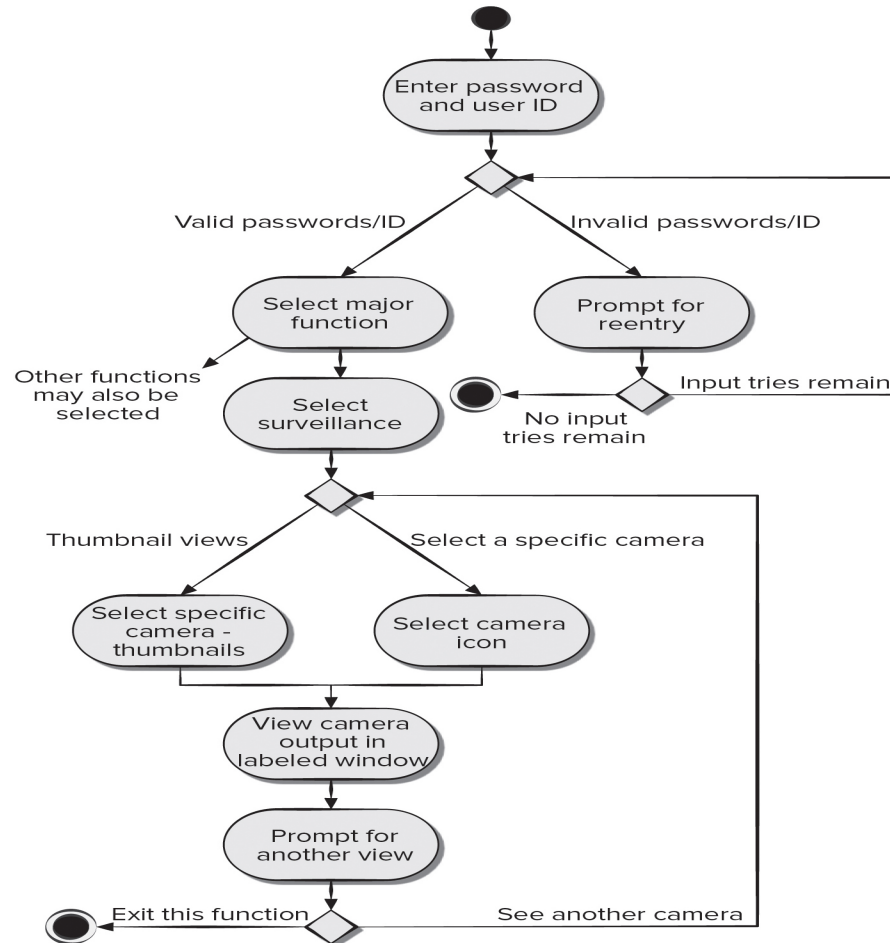 Enter password
and user ID
Valid passwords/ID
Invalid passwords/ID
Select major
function
Prompt for
reentry
Other functions
may also be
selected
Select
surveillance
Input tries remain
No input
tries remain
Thumbnail views
Select a specific camera
Select specific
camera -
thumbnails
Select camera
icon
View camera
output in
labeled window
Prompt for
another view
Exit this function
See another camera